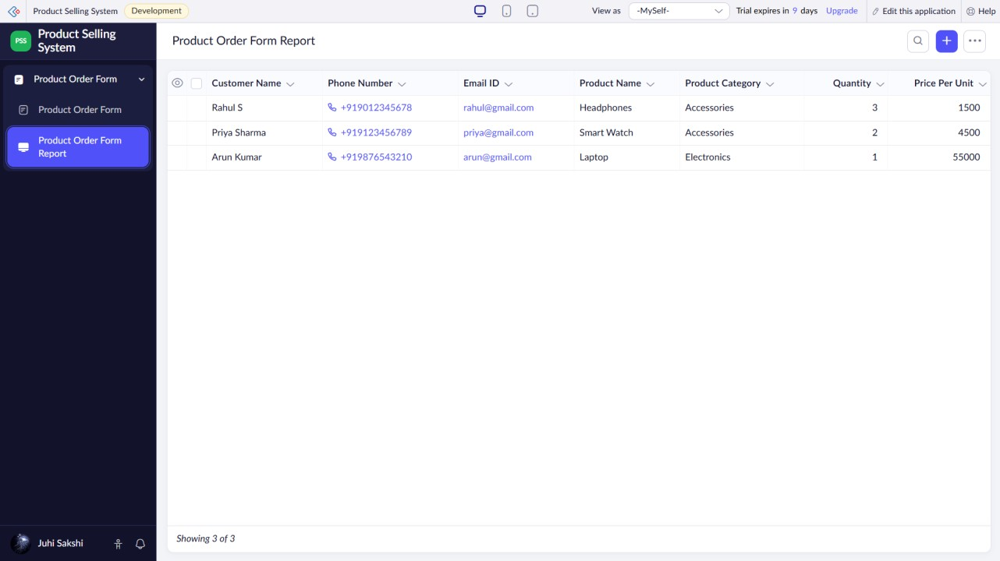 Product Selling System Development View as -MySelf- Trial expires in 9 days Upgrade Edit this application Help
PSS Product Selling System
Product Order Form
Product Order Form
Product Order Form Report
Juhi Sakshi
Product Order Form Report
Customer Name Phone Number Email ID Product Name Product Category Quantity Price Per Unit
Rahul S +919012345678 rahul@gmail.com Headphones Accessories 3 1500
Priya Sharma +919123456789 priya@gmail.com Smart Watch Accessories 2 4500
Arun Kumar +919876543210 arun@gmail.com Laptop Electronics 1 55000
Showing 3 of 3